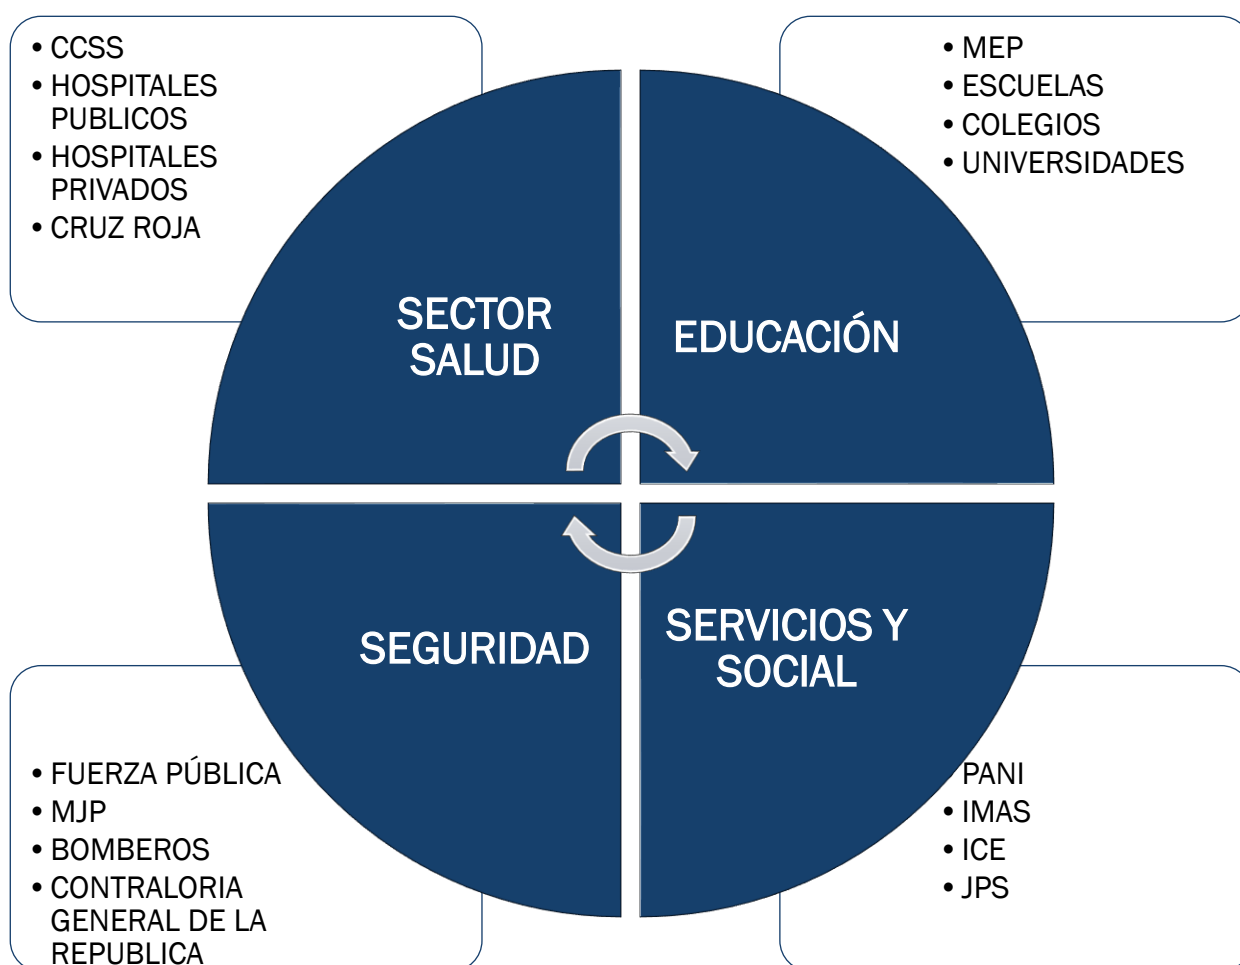 • CCSS
• HOSPITALES
PUBLICOS
• HOSPITALES
PRIVADOS
• CRUZ ROJA
• MEP
• ESCUELAS
• COLEGIOS
• UNIVERSIDADES
SECTOR
SALUD
EDUCACIÓN
SEGURIDAD
SERVICIOS Y
SOCIAL
• FUERZA PÚBLICA
• MJP
• BOMBEROS
• CONTRALORIA
GENERAL DE LA
REPUBLICA
PANI
• IMAS
• ICE
• JPS